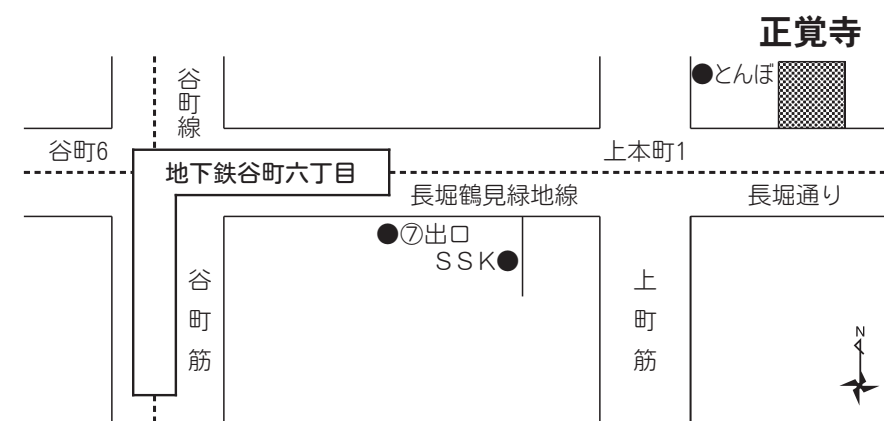 正覚寺
●とんぼ
谷町線
谷町6
上本町1
地下鉄谷町六丁目
長堀鶴見緑地線
長堀通り
●⑦出口
ＳＳＫ●
谷町筋
上町筋
N